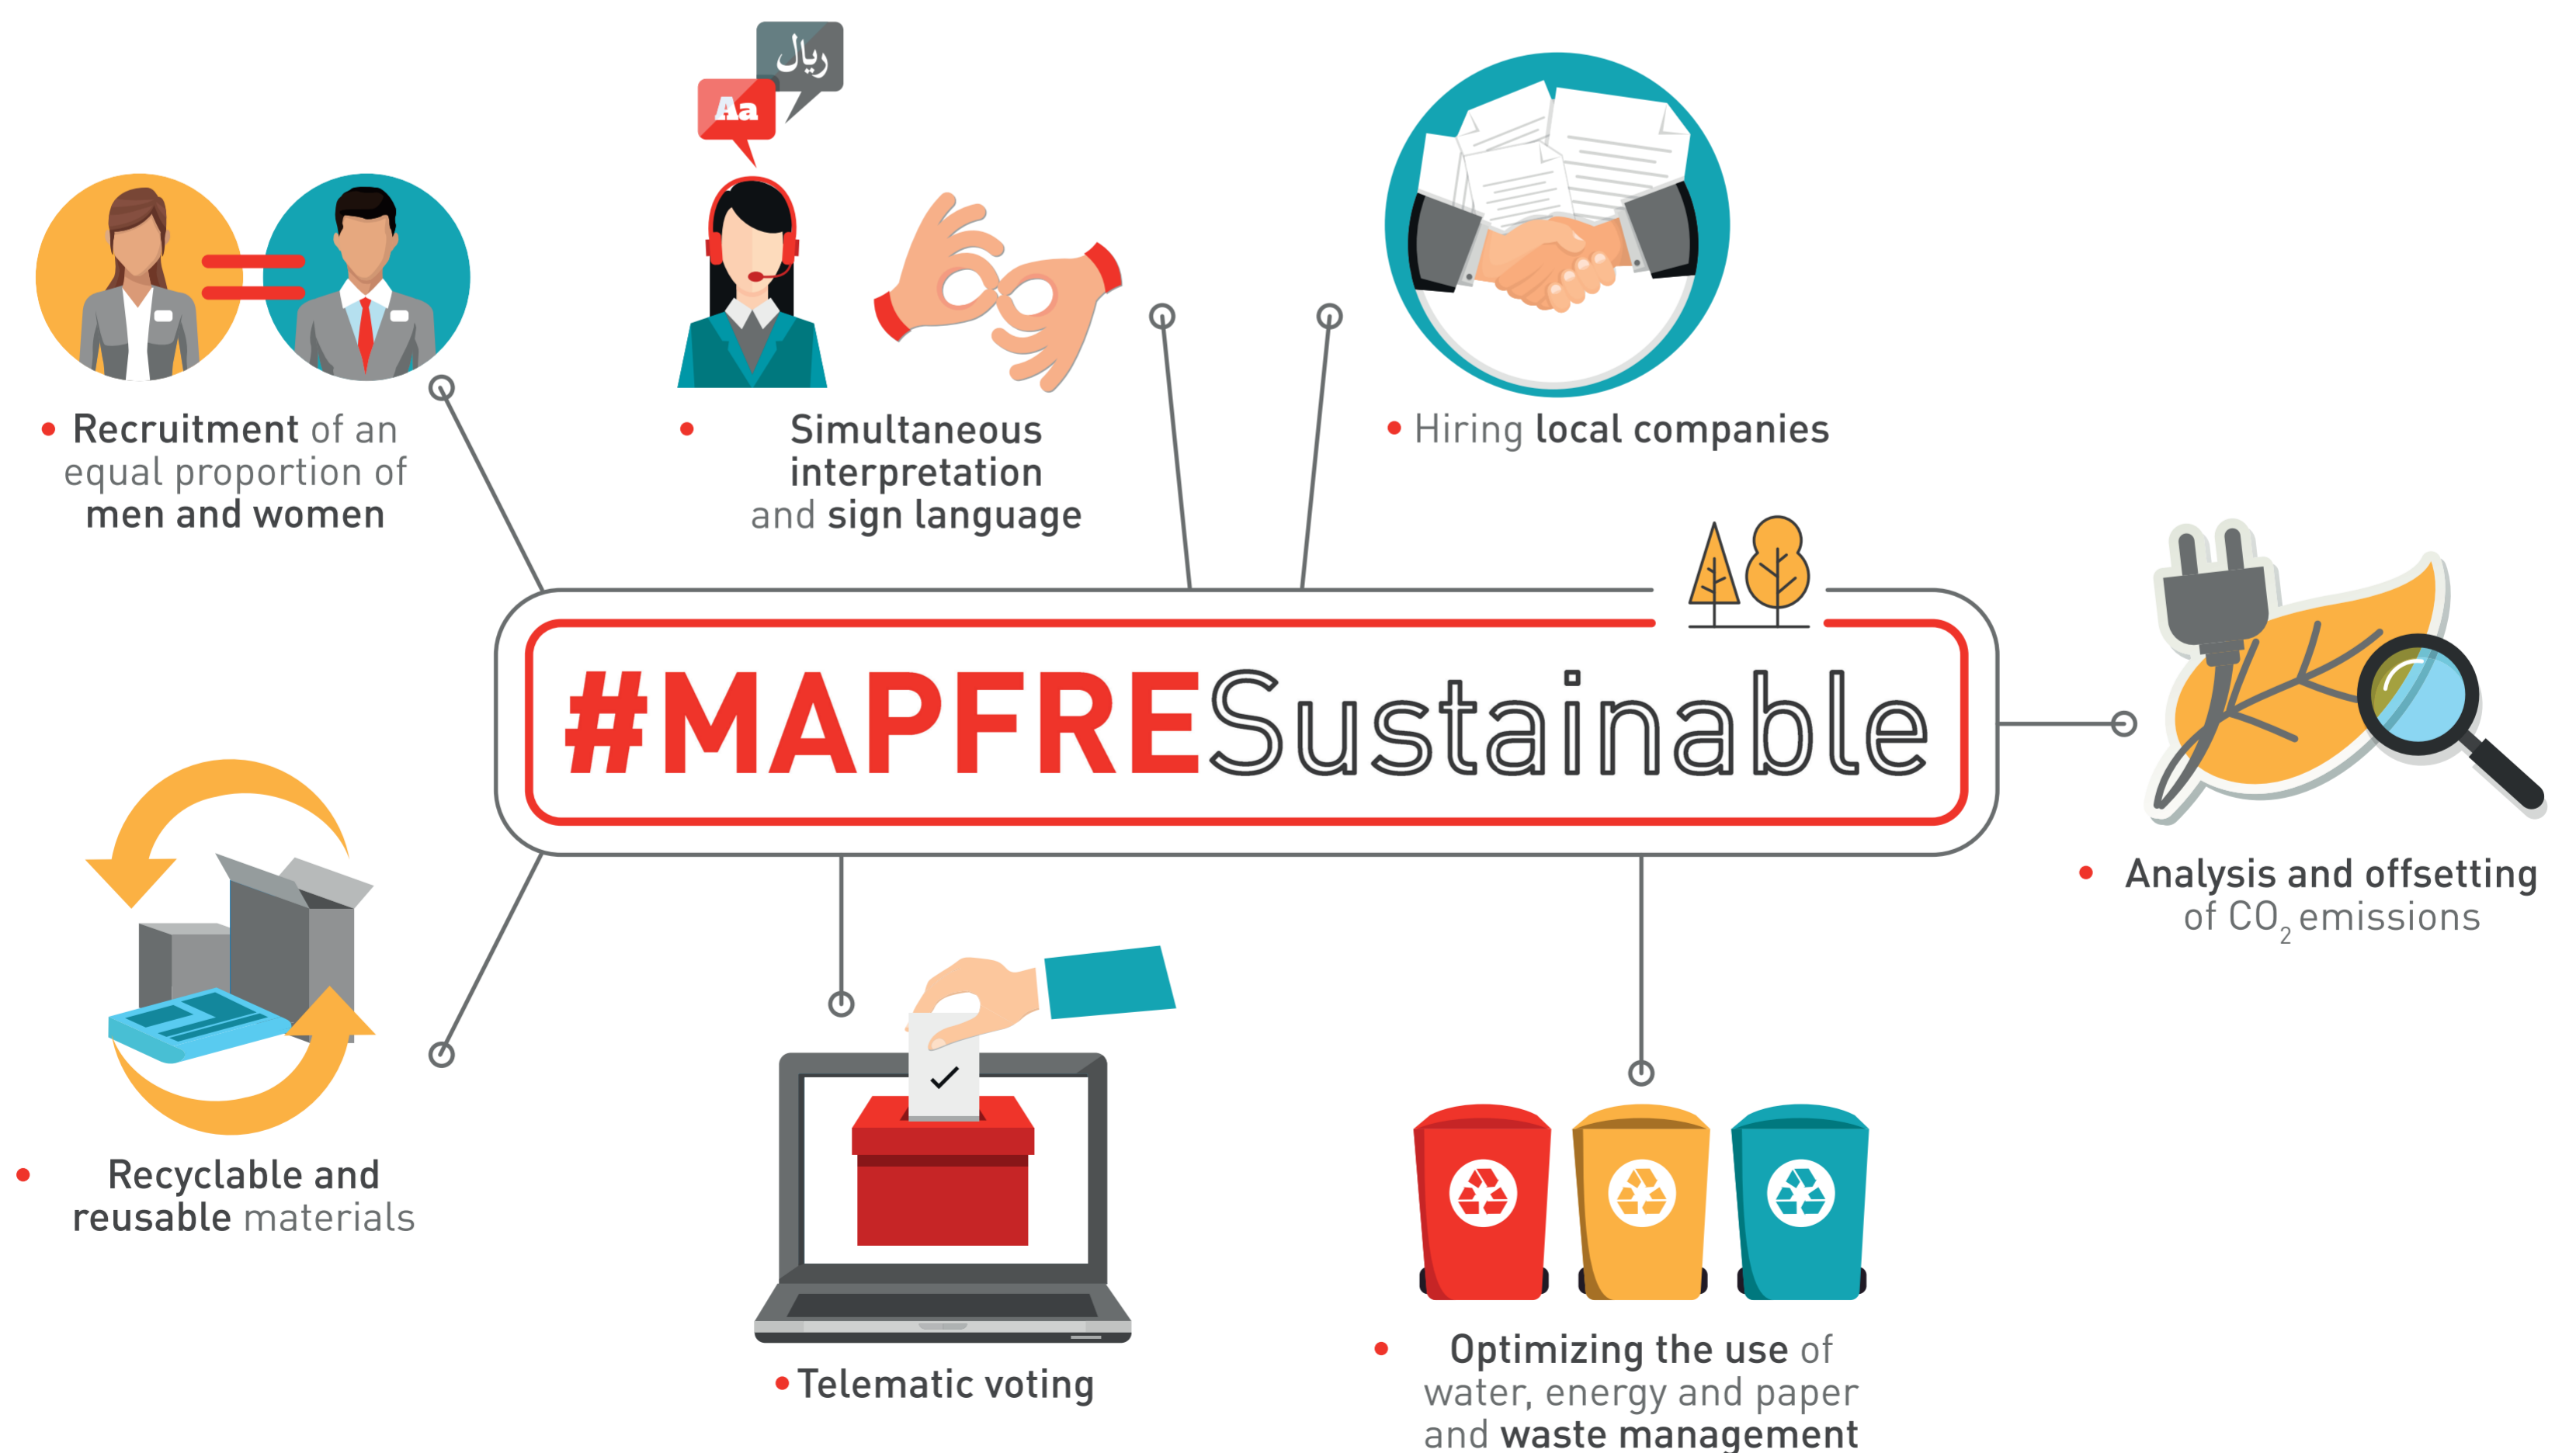 ريال
Aa
• Recruitment of an
equal proportion of
men and women
• Simultaneous
interpretation
and sign language
• Hiring local companies
#MAPFRESustainable
• Analysis and offsetting
of CO₂ emissions
• Recyclable and
reusable materials
• Telematic voting
• Optimizing the use of
water, energy and paper
and waste management